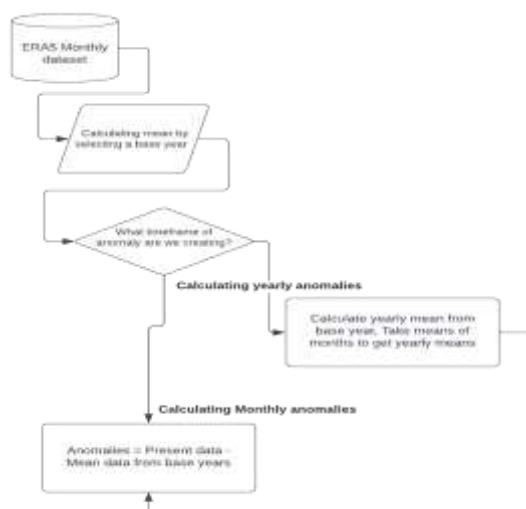 ERA5 Monthly
dataset
Calculating mean by
selecting a base year
What timeframe of
anomaly are we creating?
Calculating yearly anomalies
Calculate yearly mean from
base year, Take means of
months to get yearly means
Calculating Monthly anomalies
Anomalies = Present data -
Mean data from base years